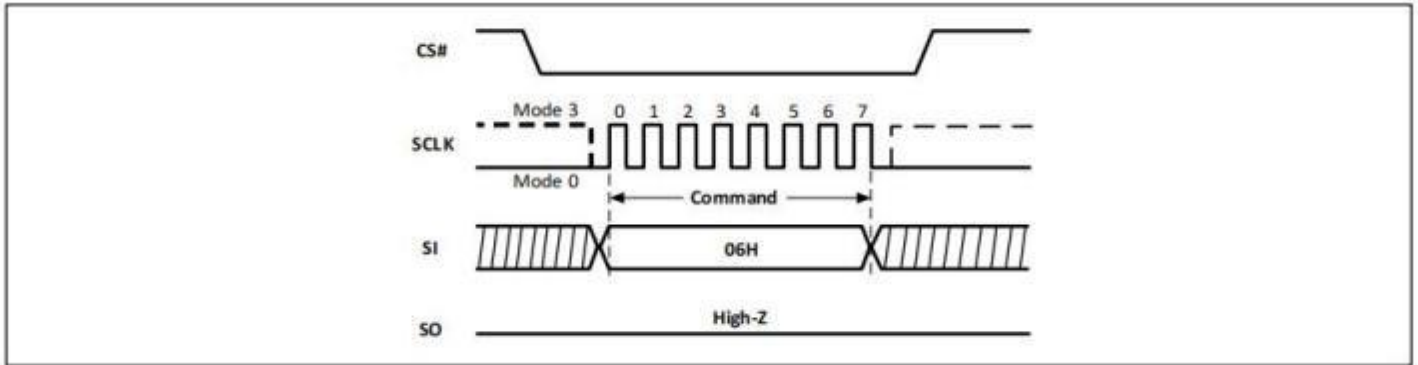 CS#
Mode 3 0 1 2 3 4 5 6 7
SCLK
Mode 0
Command
SI 06H
High-Z
SO